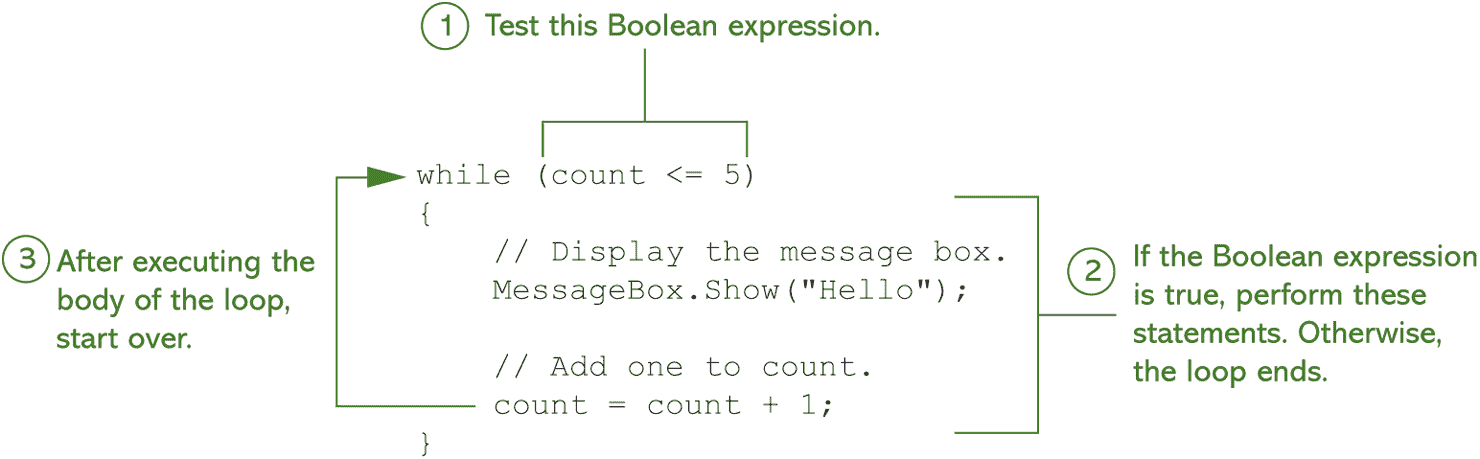 1 Test this Boolean expression.
while (count <= 5)
{
// Display the message box.
MessageBox.Show("Hello");
// Add one to count.
count = count + 1;
}
2 If the Boolean expression
is true, perform these
statements. Otherwise,
the loop ends.
3 After executing the
body of the loop,
start over.